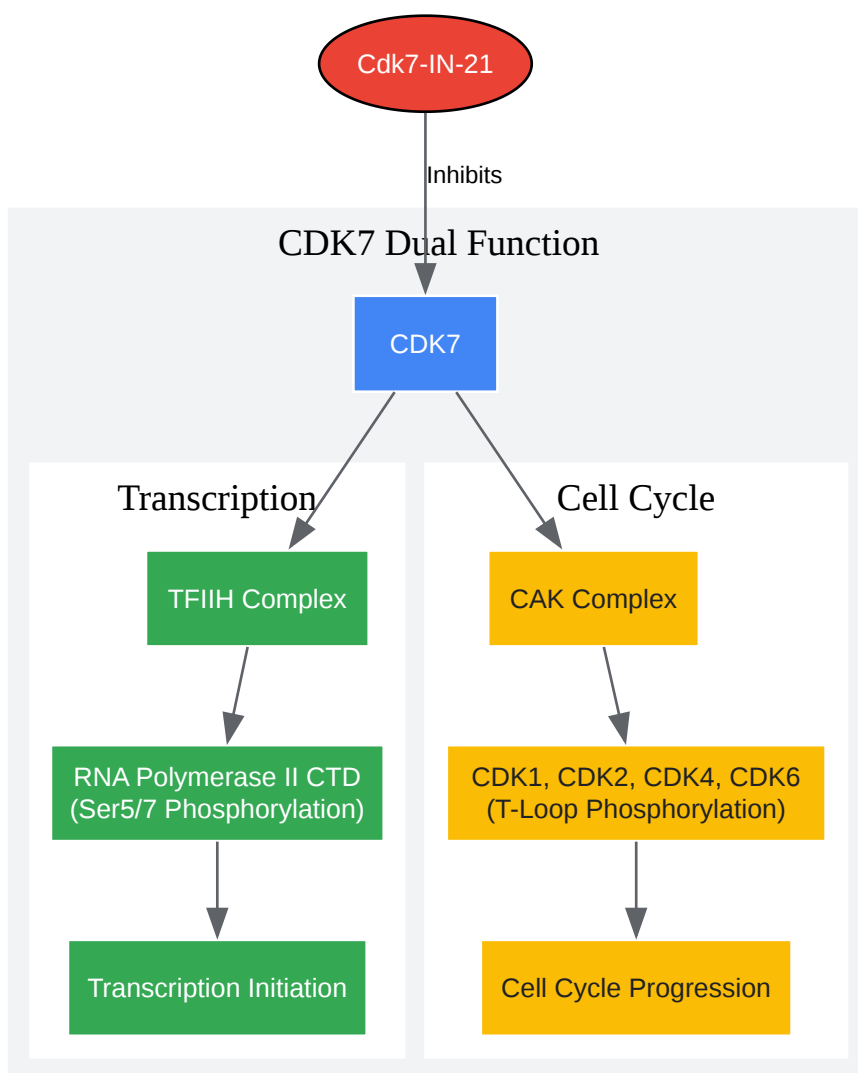 Cdk7-IN-21
Inhibits
CDK7 Dual Function
CDK7
Transcription
TFIIH Complex
RNA Polymerase II CTD
(Ser5/7 Phosphorylation)
Transcription Initiation
Cell Cycle
CAK Complex
CDK1, CDK2, CDK4, CDK6
(T-Loop Phosphorylation)
Cell Cycle Progression